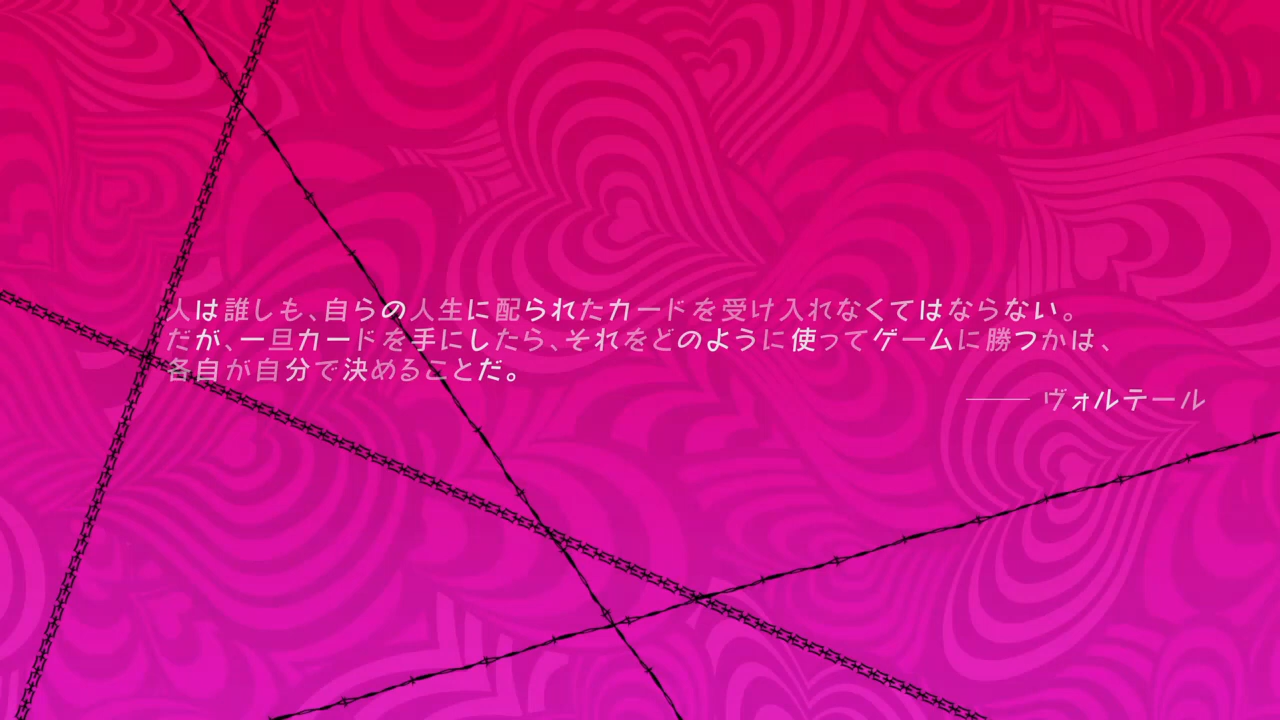 人は誰しも、自らの人生に配られたカードを受け入れなくてはならない。
だが、一旦カードを手にしたら、それをどのように使ってゲームに勝つかは、
各自が自分で決めることだ。
―― ヴォルテール